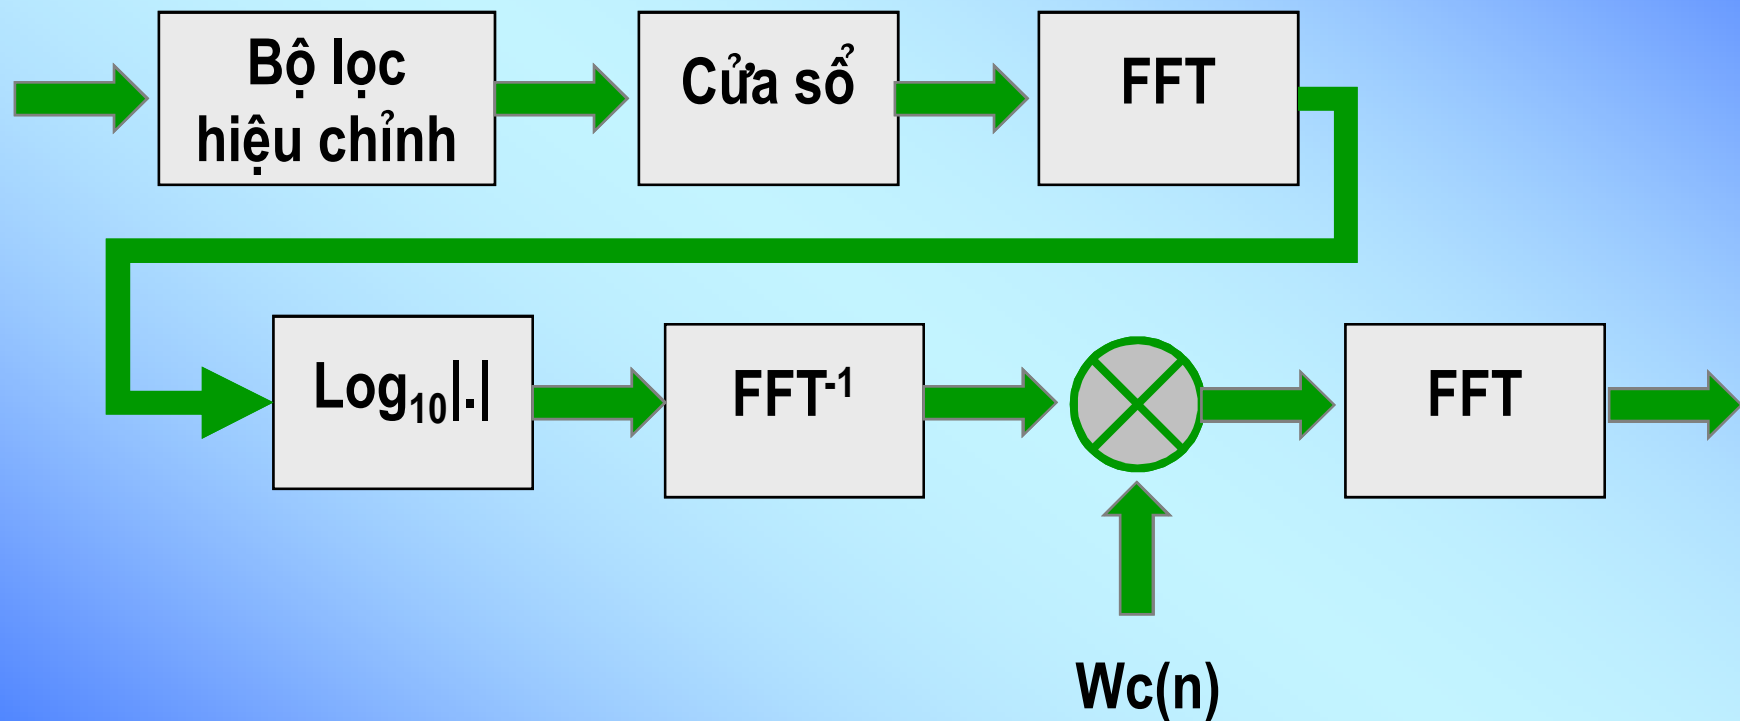 Bộ lọc
hiệu chỉnh
Cửa sổ
FFT
Log₁₀|.|
FFT⁻¹
FFT
Wc(n)